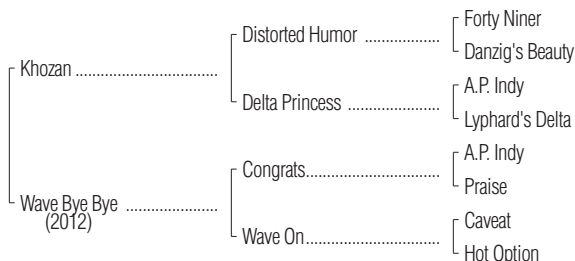 Forty Niner
Distorted Humor ....................
Danzig's Beauty
Khozan ......................................
A.P. Indy
Delta Princess ........................
Lyphard's Delta
A.P. Indy
Congrats....................................
Praise
Wave Bye Bye ........................
(2012)
Caveat
Wave On....................................
Hot Option